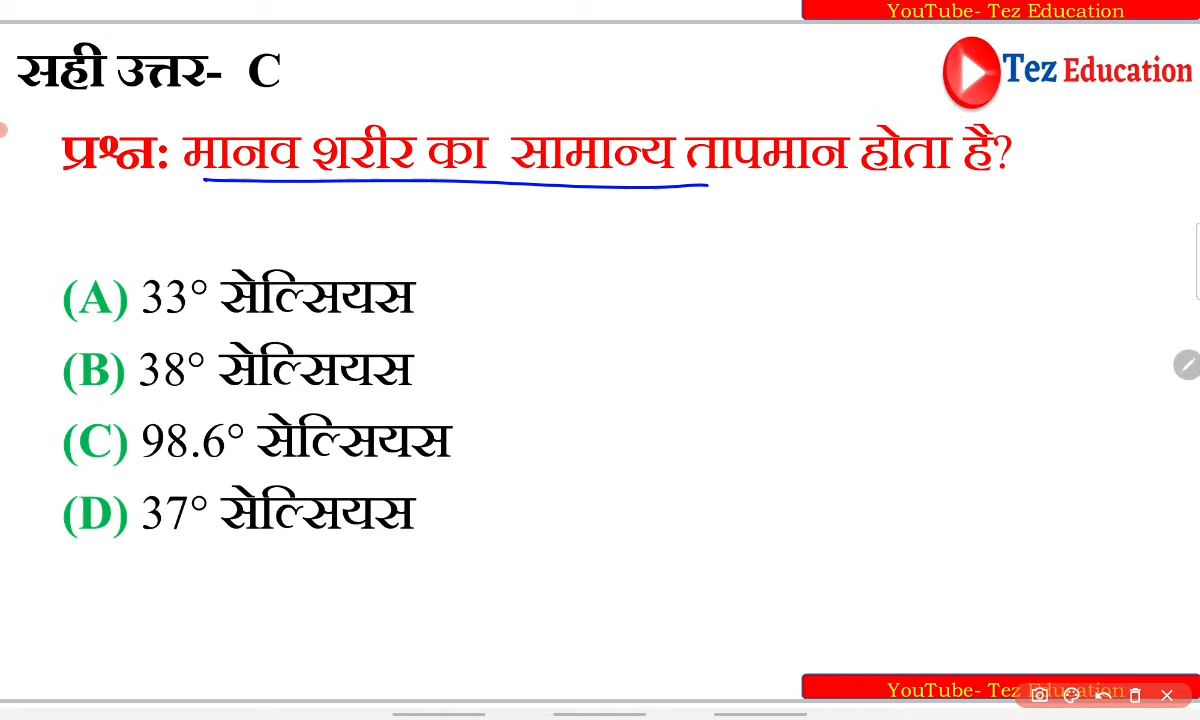 YouTube- Tez Education
सही उत्तर- C
Tez Education
प्रश्न: मानव शरीर का सामान्य तापमान होता है?
(A) 33° सेल्सियस
(B) 38° सेल्सियस
(C) 98.6° सेल्सियस
(D) 37° सेल्सियस
YouTube- Tez Education